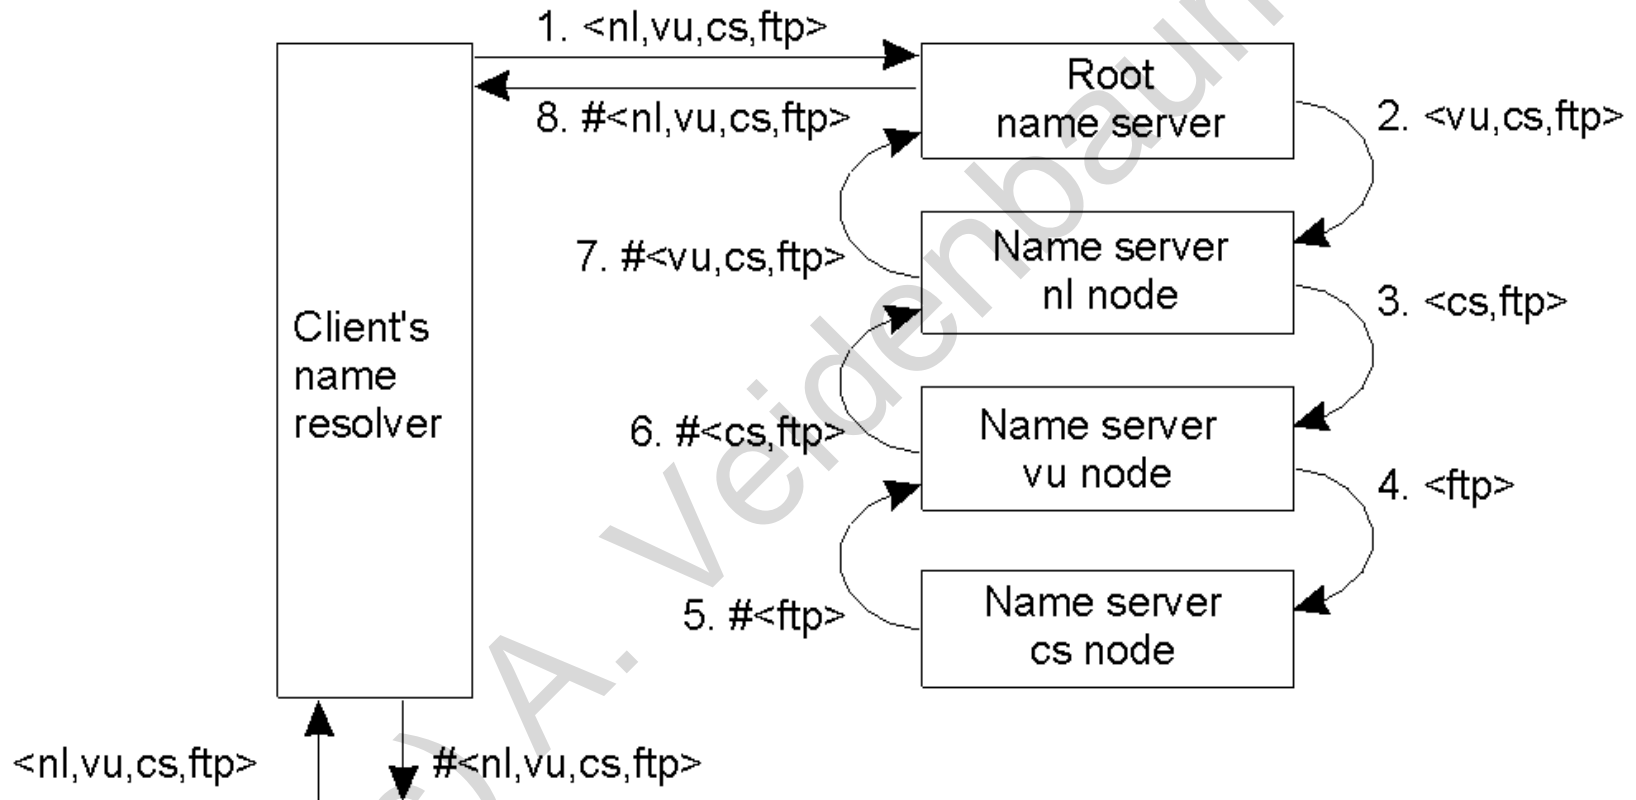 1. <nl,vu,cs,ftp>
Root
name server
8. #<nl,vu,cs,ftp>
2. <vu,cs,ftp>
7. #<vu,cs,ftp>
Name server
nl node
3. <cs,ftp>
Client's
name
resolver
6. #<cs,ftp>
Name server
vu node
4. <ftp>
5. #<ftp>
Name server
cs node
<nl,vu,cs,ftp>
#<nl,vu,cs,ftp>
) A. Veidenbaum